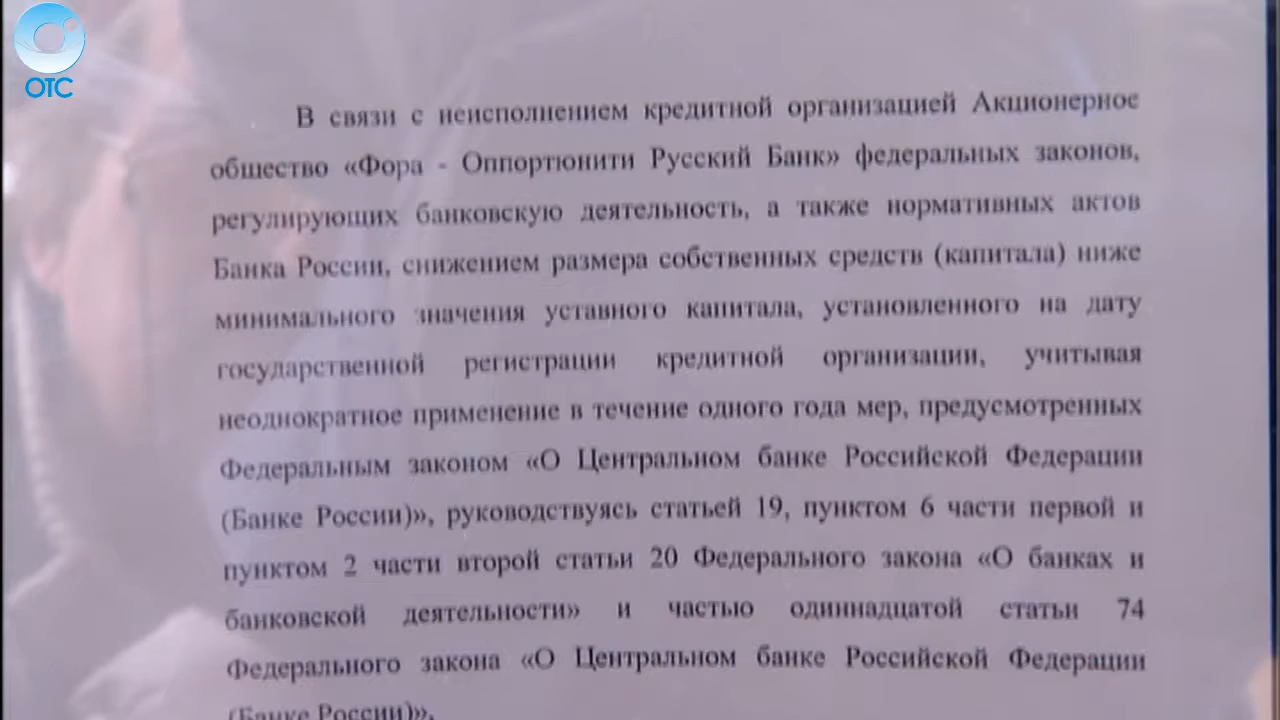 ОТС
В связи с неисполнением кредитной организацией Акционерное
общество «Фора - Оппортюнити Русский Банк» федеральных законов,
регулирующих банковскую деятельность, а также нормативных актов
Банка России, снижением размера собственных средств (капитала) ниже
минимального значения уставного капитала, установленного на дату
государственной регистрации кредитной организации, учитывая
неоднократное применение в течение одного года мер, предусмотренных
Федеральным законом «О Центральном банке Российской Федерации
(Банке России)», руководствуясь статьей 19, пунктом 6 части первой и
пунктом 2 части второй статьи 20 Федерального закона «О банках и
банковской деятельности» и частью одиннадцатой статьи 74
Федерального закона «О Центральном банке Российской Федерации
(Банке России)».